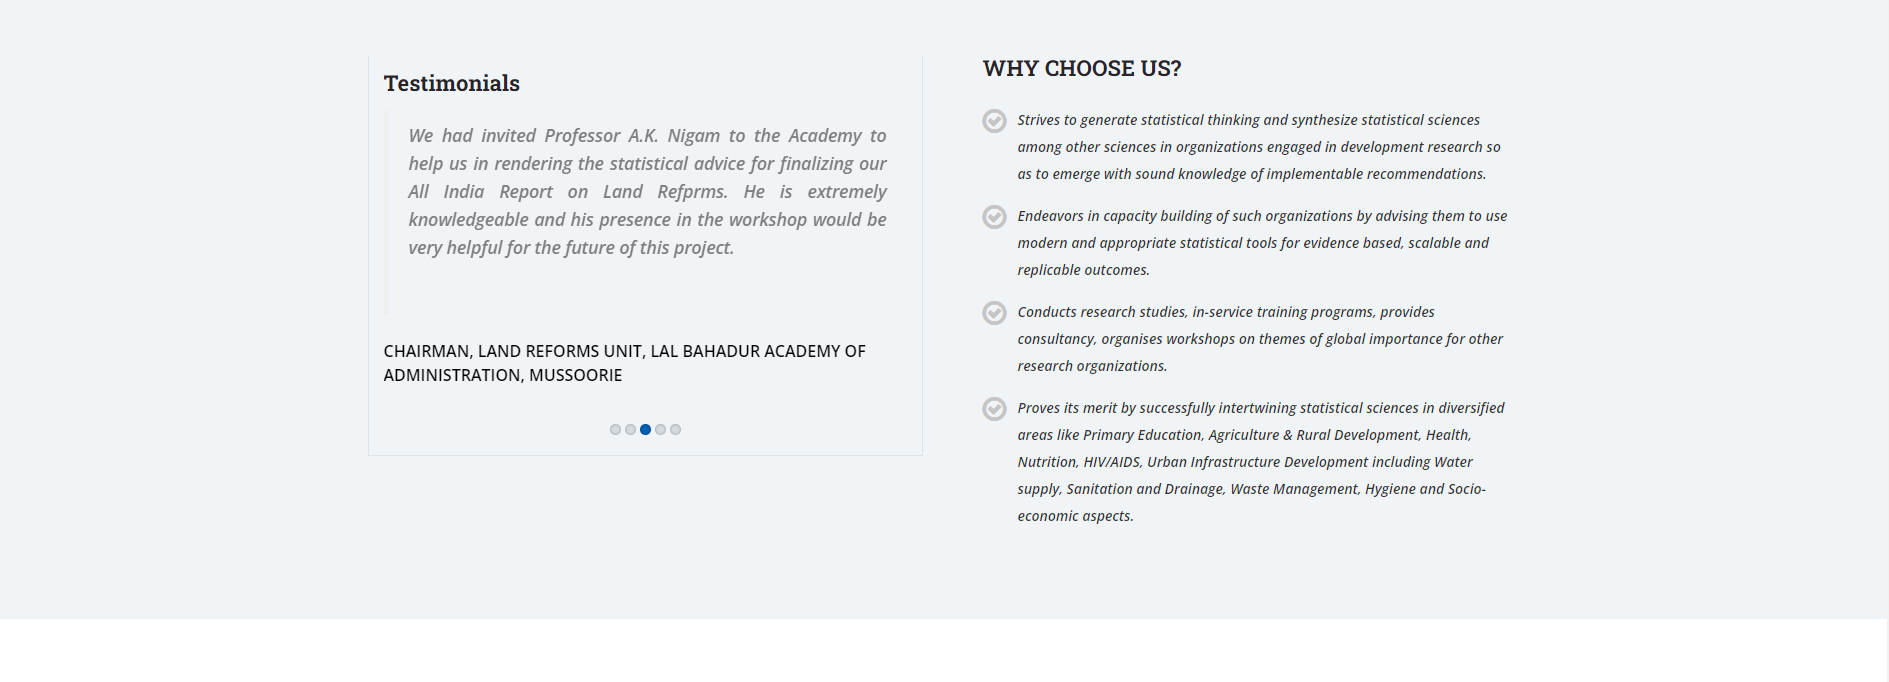 Testimonials
We had invited Professor A.K. Nigam to the Academy to
help us in rendering the statistical advice for finalizing our
All India Report on Land Refprms. He is extremely
knowledgeable and his presence in the workshop would be
very helpful for the future of this project.
CHAIRMAN, LAND REFORMS UNIT, LAL BAHADUR ACADEMY OF
ADMINISTRATION, MUSSOORIE
WHY CHOOSE US?
Strives to generate statistical thinking and synthesize statistical sciences
among other sciences in organizations engaged in development research so
as to emerge with sound knowledge of implementable recommendations.
Endeavors in capacity building of such organizations by advising them to use
modern and appropriate statistical tools for evidence based, scalable and
replicable outcomes.
Conducts research studies, in-service training programs, provides
consultancy, organises workshops on themes of global importance for other
research organizations.
Proves its merit by successfully intertwining statistical sciences in diversified
areas like Primary Education, Agriculture & Rural Development, Health,
Nutrition, HIV/AIDS, Urban Infrastructure Development including Water
supply, Sanitation and Drainage, Waste Management, Hygiene and Socio-
economic aspects.